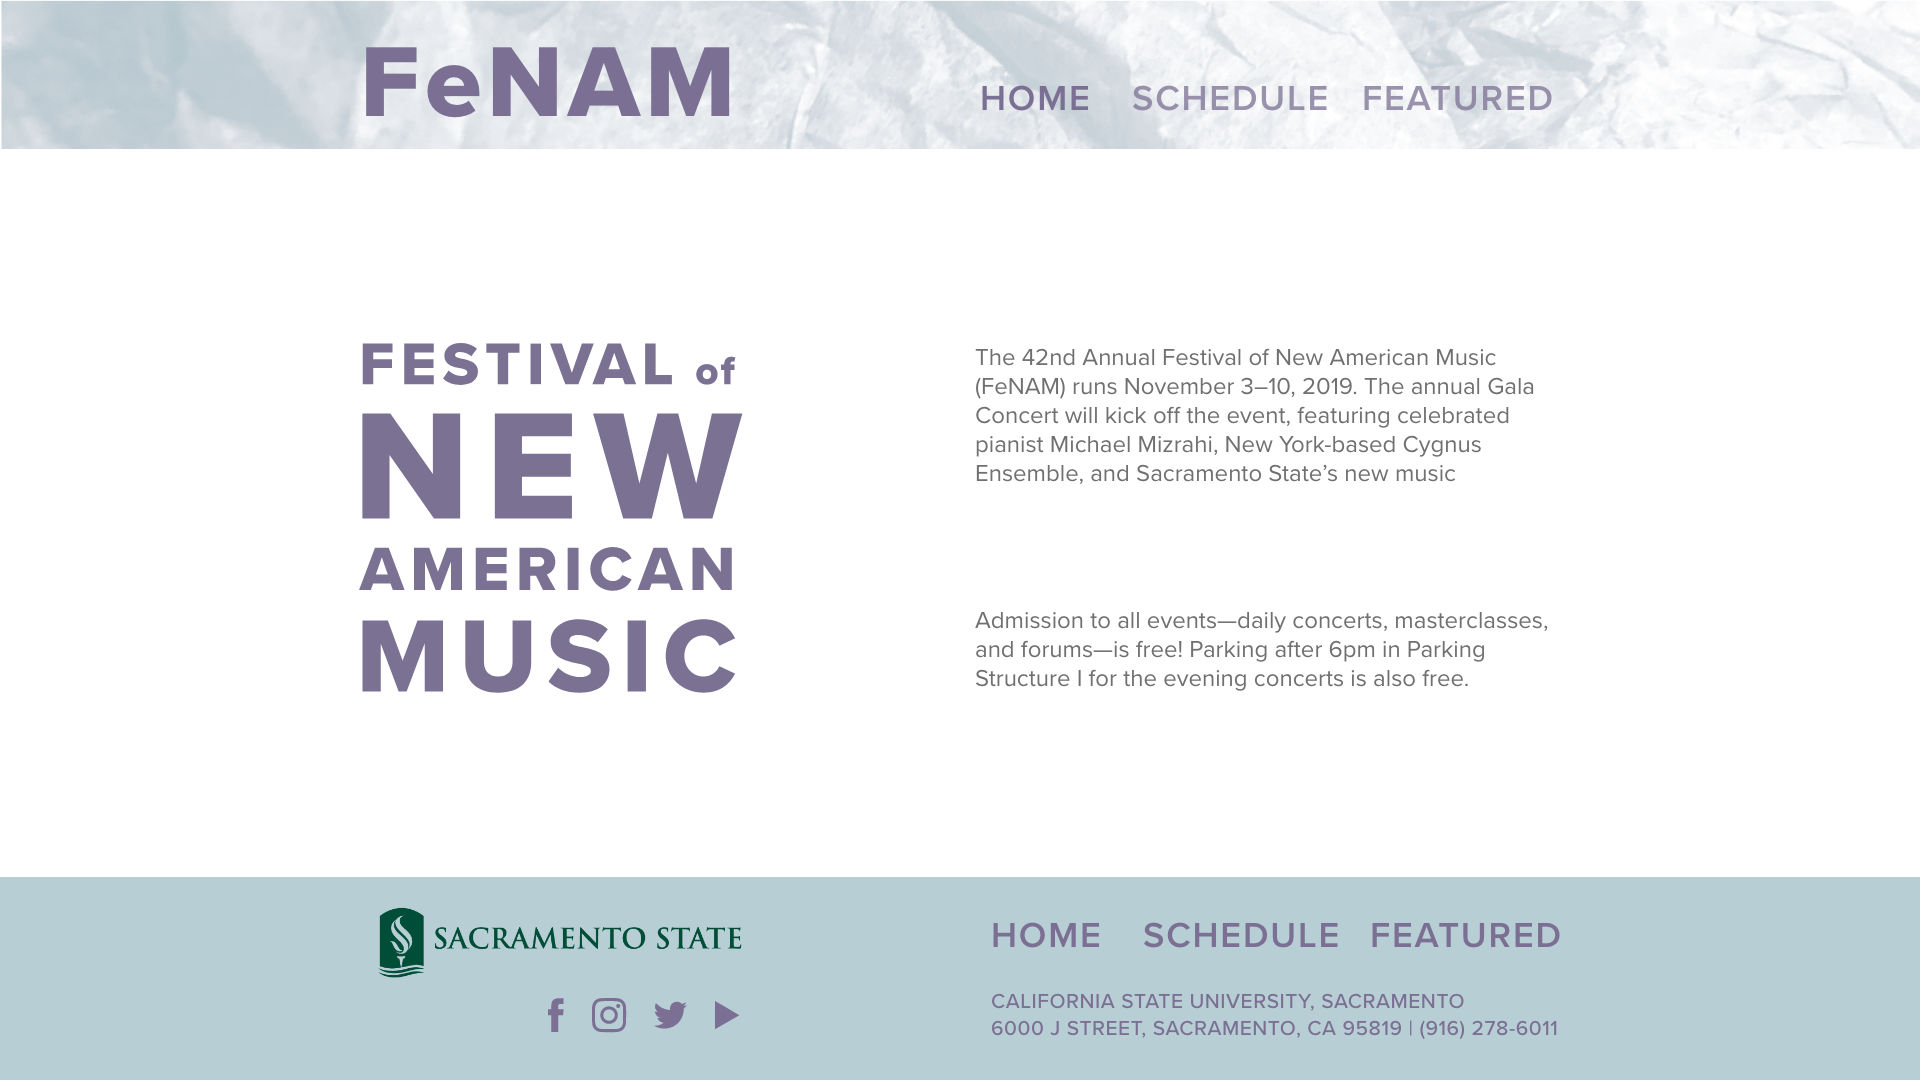 FeNAM
HOME SCHEDULE FEATURED
FESTIVAL of
NEW
AMERICAN
MUSIC
The 42nd Annual Festival of New American Music
(FeNAM) runs November 3–10, 2019. The annual Gala
Concert will kick off the event, featuring celebrated
pianist Michael Mizrahi, New York-based Cygnus
Ensemble, and Sacramento State’s new music
Admission to all events—daily concerts, masterclasses,
and forums—is free! Parking after 6pm in Parking
Structure I for the evening concerts is also free.
SACRAMENTO STATE
HOME SCHEDULE FEATURED
CALIFORNIA STATE UNIVERSITY, SACRAMENTO
6000 J STREET, SACRAMENTO, CA 95819 | (916) 278-6011